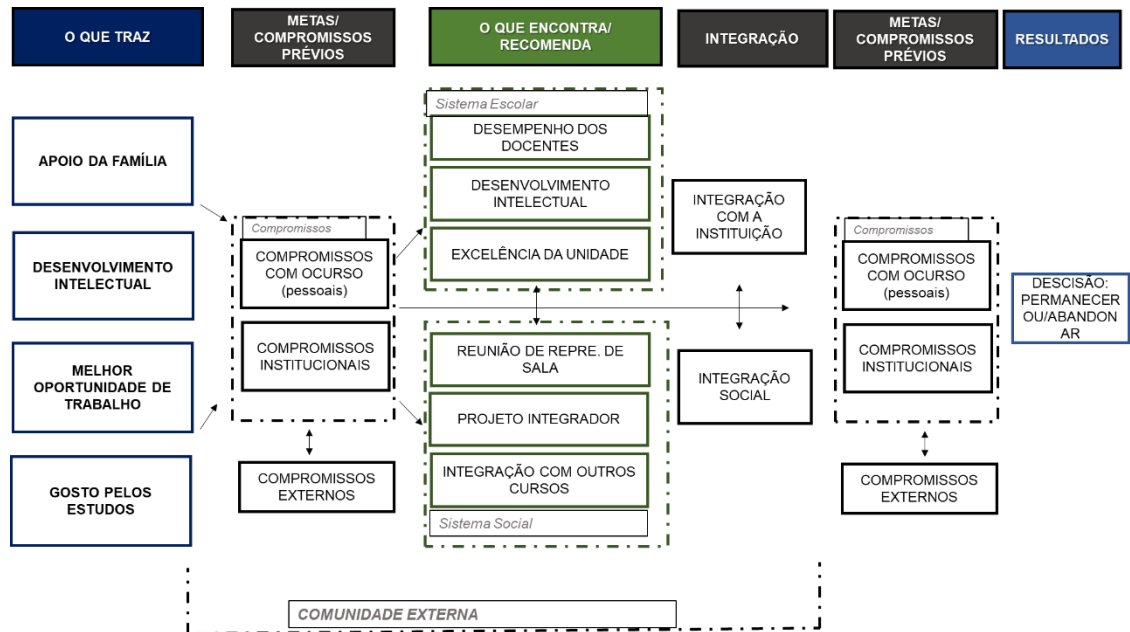 O QUE TRAZ
METAS/
COMPROMISSOS
PRÉVIOS
O QUE ENCONTRA/
RECOMENDA
INTEGRAÇÃO
METAS/
COMPROMISSOS
PRÉVIOS
RESULTADOS
APOIO DA FAMÍLIA
DESENVOLVIMENTO
INTELECTUAL
MELHOR
OPORTUNIDADE DE
TRABALHO
GOSTO PELOS
ESTUDOS
Compromissos
COMPROMISSOS
COM OCURSO
(pessoais)
COMPROMISSOS
INSTITUCIONAIS
COMPROMISSOS
EXTERNOS
Sistema Escolar
DESEMPENHO DOS
DOCENTES
DESENVOLVIMENTO
INTELECTUAL
EXCELÊNCIA DA UNIDADE
REUNIÃO DE REPRE. DE
SALA
PROJETO INTEGRADOR
INTEGRAÇÃO COM OUTROS
CURSOS
Sistema Social
INTEGRAÇÃO
COM A
INSTITUIÇÃO
INTEGRAÇÃO
SOCIAL
Compromissos
COMPROMISSOS
COM OCURSO
(pessoais)
COMPROMISSOS
INSTITUCIONAIS
COMPROMISSOS
EXTERNOS
DESCISÃO:
PERMANECER
OU/ABANDON
AR
COMUNIDADE EXTERNA